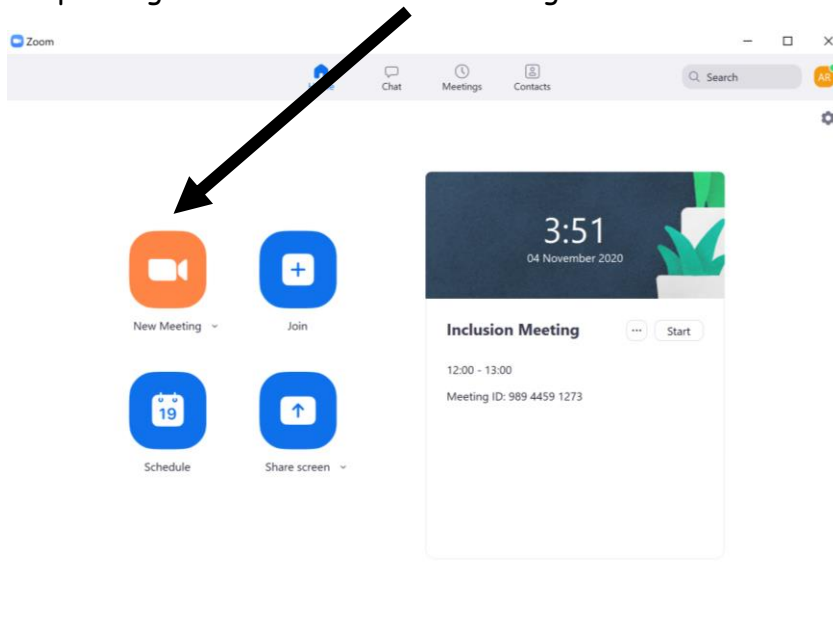 Zoom
Chat
Meetings
Contacts
Search
AR
3:51
04 November 2020
New Meeting
Join
Inclusion Meeting
... Start
12:00 - 13:00
Meeting ID: 989 4459 1273
19
Schedule
Share screen